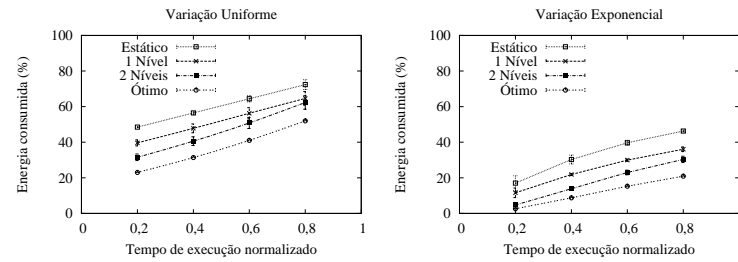 Variação Uniforme
Energia consumida (%)
100
80
60
40
20
0
Estático
1 Nível
2 Níveis
Ótimo
0
0,2
0,4
0,6
0,8
1
Tempo de execução normalizado
Variação Exponencial
Energia consumida (%)
100
80
60
40
20
0
Estático
1 Nível
2 Níveis
Ótimo
0
0,2
0,4
0,6
0,8
Tempo de execução normalizado